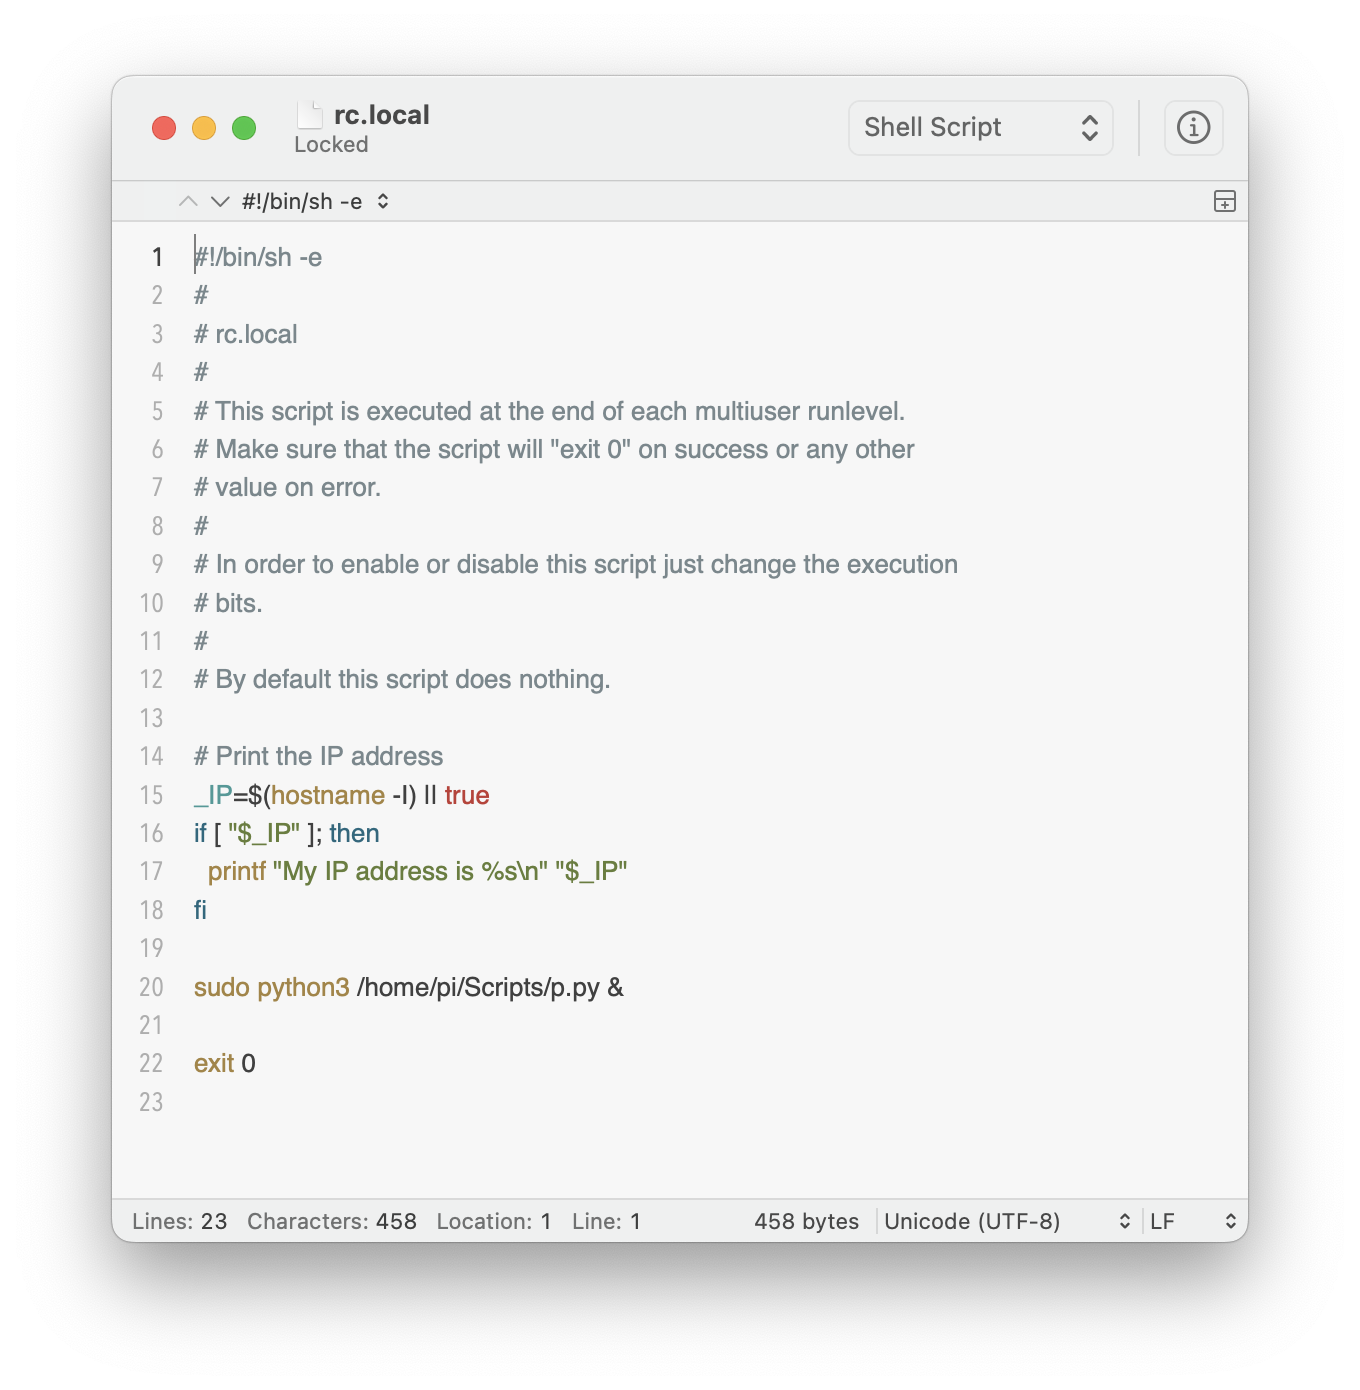 rc.local
Locked
Shell Script
#!/bin/sh -e
1 #!/bin/sh -e
2 #
3 # rc.local
4 #
5 # This script is executed at the end of each multiuser runlevel.
6 # Make sure that the script will "exit 0" on success or any other
7 # value on error.
8 #
9 # In order to enable or disable this script just change the execution
10 # bits.
11 #
12 # By default this script does nothing.
13
14 # Print the IP address
15 _IP=$(hostname -I) || true
16 if [ "$_IP" ]; then
17   printf "My IP address is %s\n" "$_IP"
18 fi
19
20 sudo python3 /home/pi/Scripts/p.py &
21
22 exit 0
23
Lines: 23 Characters: 458 Location: 1 Line: 1 458 bytes Unicode (UTF-8) LF